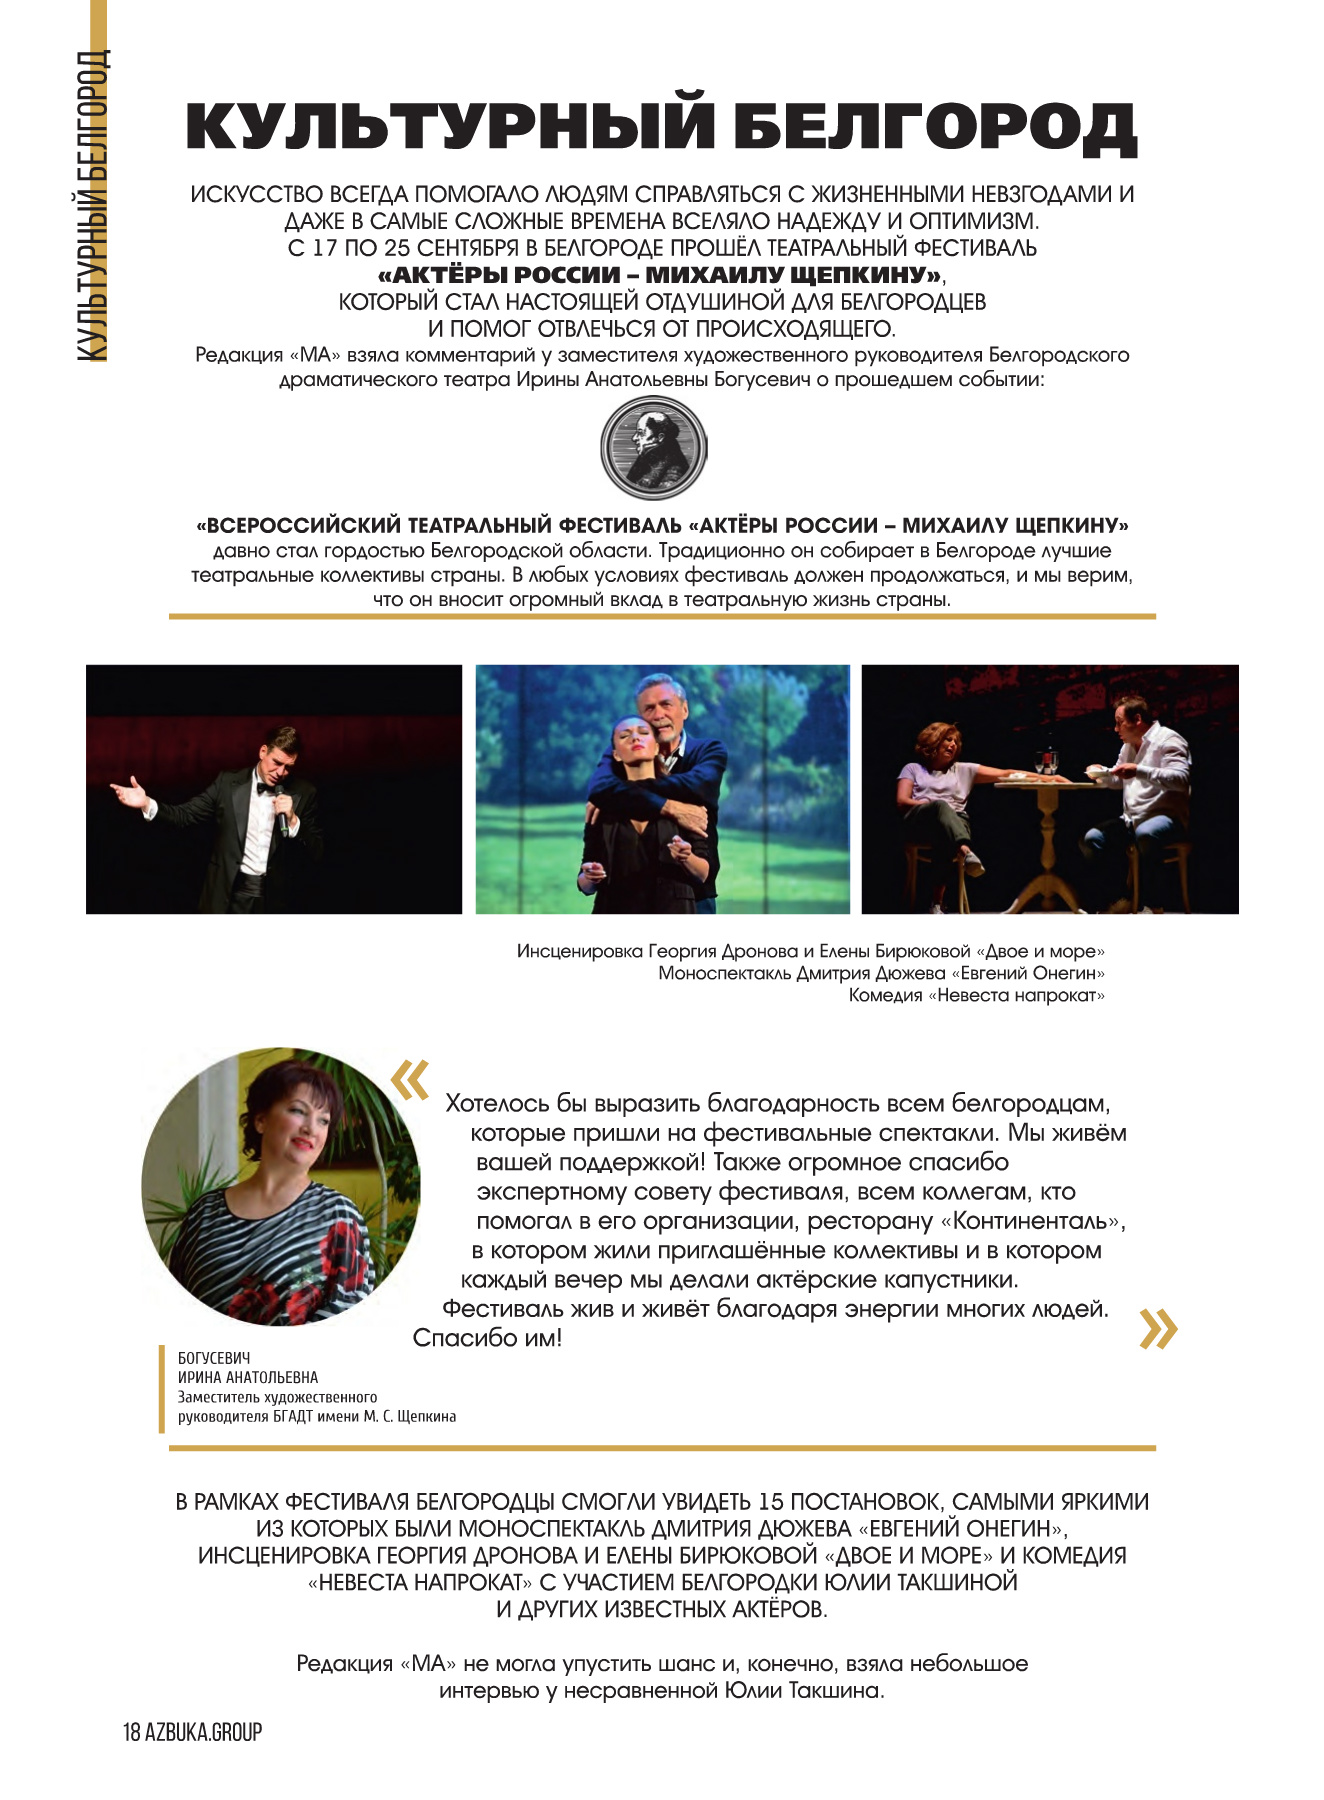 КУЛЬТУРНЫЙ БЕЛГОРОД
КУЛЬТУРНЫЙ БЕЛГОРОД
ИСКУССТВО ВСЕГДА ПОМОГАЛО ЛЮДЯМ СПРАВЛЯТЬСЯ С ЖИЗНЕННЫМИ НЕВЗГОДАМИ И
ДАЖЕ В САМЫЕ СЛОЖНЫЕ ВРЕМЕНА ВСЕЛЯЛО НАДЕЖДУ И ОПТИМИЗМ.
С 17 ПО 25 СЕНТЯБРЯ В БЕЛГОРОДЕ ПРОШЁЛ ТЕАТРАЛЬНЫЙ ФЕСТИВАЛЬ
«АКТЁРЫ РОССИИ – МИХАИЛУ ЩЕПКИНУ»,
КОТОРЫЙ СТАЛ НАСТОЯЩЕЙ ОТДУШИНОЙ ДЛЯ БЕЛГОРОДЦЕВ
И ПОМОГ ОТВЛЕЧЬСЯ ОТ ПРОИСХОДЯЩЕГО.
Редакция «МА» взяла комментарий у заместителя художественного руководителя Белгородского
драматического театра Ирины Анатольевны Богусевич о прошедшем событии:
«ВСЕРОССИЙСКИЙ ТЕАТРАЛЬНЫЙ ФЕСТИВАЛЬ «АКТЁРЫ РОССИИ – МИХАИЛУ ЩЕПКИНУ»
давно стал гордостью Белгородской области. Традиционно он собирает в Белгороде лучшие
театральные коллективы страны. В любых условиях фестиваль должен продолжаться, и мы верим,
что он вносит огромный вклад в театральную жизнь страны.
Инсценировка Георгия Дронова и Елены Бирюковой «Двое и море»
Моноспектакль Дмитрия Дюжева «Евгений Онегин»
Комедия «Невеста напрокат»
«
Хотелось бы выразить благодарность всем белгородцам,
которые пришли на фестивальные спектакли. Мы живём
вашей поддержкой! Также огромное спасибо
экспертному совету фестиваля, всем коллегам, кто
помогал в его организации, ресторану «Континенталь»,
в котором жили приглашённые коллективы и в котором
каждый вечер мы делали актёрские капустники.
Фестиваль жив и живёт благодаря энергии многих людей.
Спасибо им!
»
БОГУСЕВИЧ
ИРИНА АНАТОЛЬЕВНА
Заместитель художественного
руководителя БГАДТ имени М. С. Щепкина
В РАМКАХ ФЕСТИВАЛЯ БЕЛГОРОДЦЫ СМОГЛИ УВИДЕТЬ 15 ПОСТАНОВОК, САМЫМИ ЯРКИМИ
ИЗ КОТОРЫХ БЫЛИ МОНОСПЕКТАКЛЬ ДМИТРИЯ ДЮЖЕВА «ЕВГЕНИЙ ОНЕГИН»,
ИНСЦЕНИРОВКА ГЕОРГИЯ ДРОНОВА И ЕЛЕНЫ БИРЮКОВОЙ «ДВОЕ И МОРЕ» И КОМЕДИЯ
«НЕВЕСТА НАПРОКАТ» С УЧАСТИЕМ БЕЛГОРОДКИ ЮЛИИ ТАКШИНОЙ
И ДРУГИХ ИЗВЕСТНЫХ АКТЁРОВ.
Редакция «МА» не могла упустить шанс и, конечно, взяла небольшое
интервью у несравненной Юлии Такшина.
18 AZBUKA.GROUP